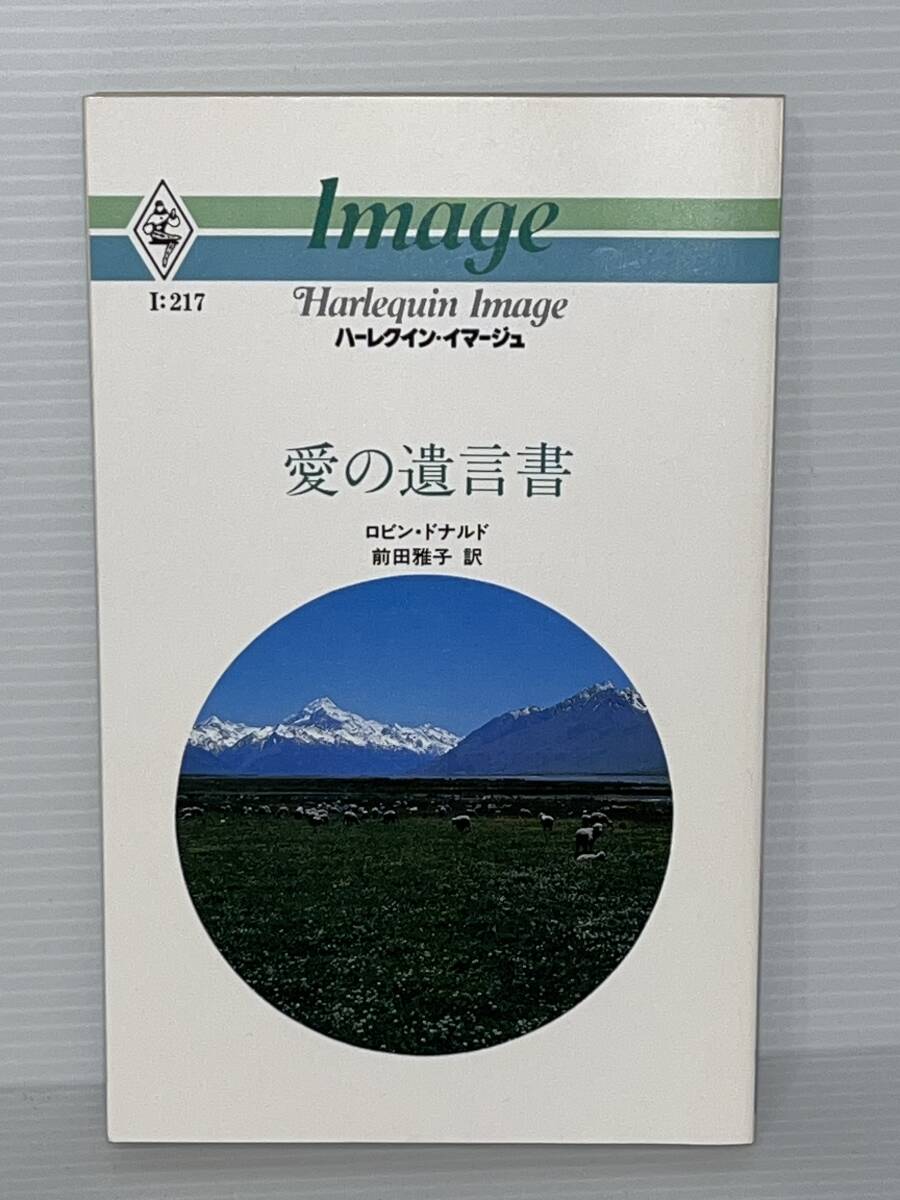 Image
I:217
Harlequin Image
ハーレクイン・イマージュ
愛の遺言書
ロビン・ドナルド
前田雅子 訳